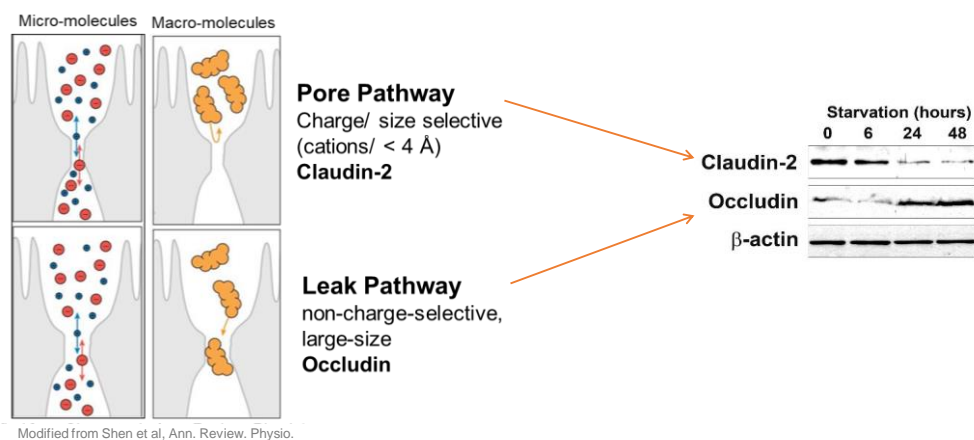 Micro-molecules Macro-molecules
Pore Pathway
Charge/ size selective
(cations/ < 4 Å)
Claudin-2
Leak Pathway
non-charge-selective,
large-size
Occludin
Starvation (hours)
0 6 24 48
Claudin-2
Occludin
β-actin
Modified from Shen et al, Ann. Review. Physio.